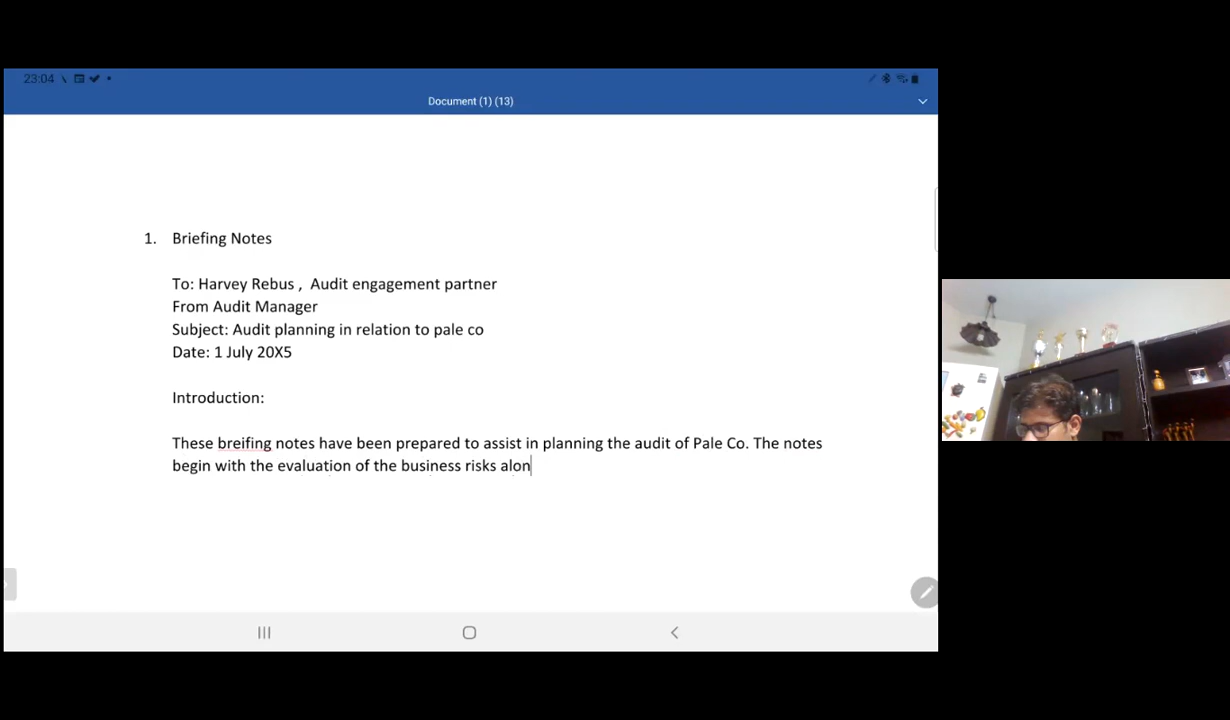 23:04
Document (1) (13)
1. Briefing Notes
To: Harvey Rebus , Audit engagement partner
From Audit Manager
Subject: Audit planning in relation to pale co
Date: 1 July 20X5
Introduction:
These breifing notes have been prepared to assist in planning the audit of Pale Co. The notes
begin with the evaluation of the business risks alon